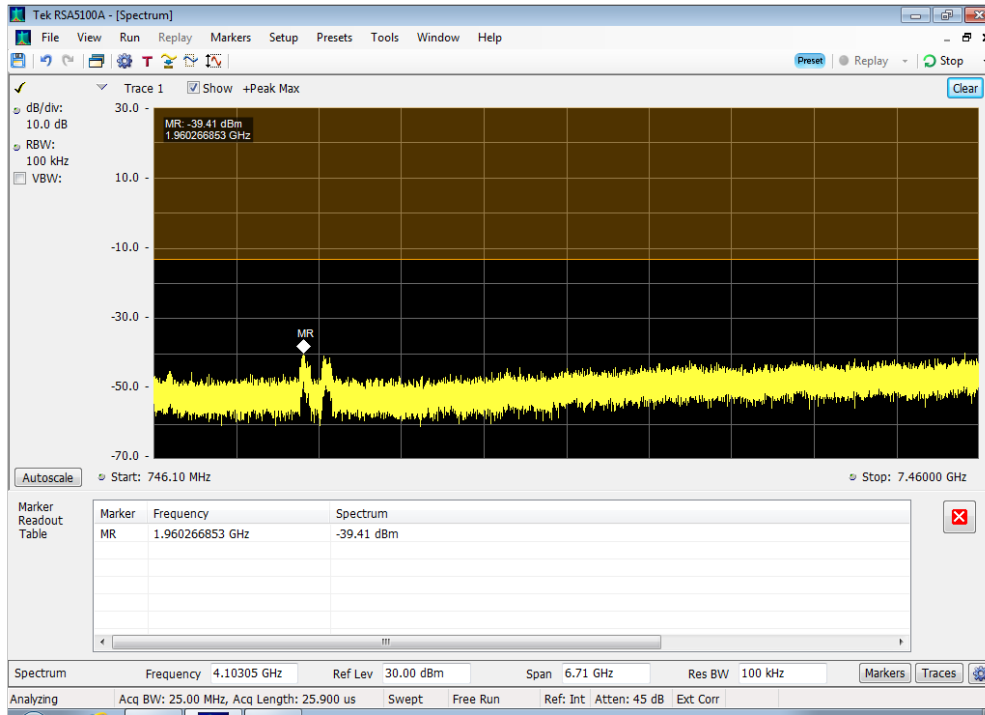 Tek RSA5100A - [Spectrum]
File View Run Replay Markers Setup Presets Tools Window Help
T Preset Replay Stop
Trace 1 Show +Peak Max Clear
dB/div:
10.0 dB
RBW:
100 kHz
VBW:
30.0
10.0
-10.0
-30.0
-50.0
-70.0
MR: -39.41 dBm
1.960266853 GHz
MR
Autoscale Start: 746.10 MHz Stop: 7.46000 GHz
Marker
Readout
Table
Marker Frequency Spectrum
MR 1.960266853 GHz -39.41 dBm
Spectrum Frequency 4.10305 GHz Ref Lev 30.00 dBm Span 6.71 GHz Res BW 100 kHz Markers Traces
Analyzing Acq BW: 25.00 MHz, Acq Length: 25.900 us Swept Free Run Ref: Int Atten: 45 dB Ext Corr